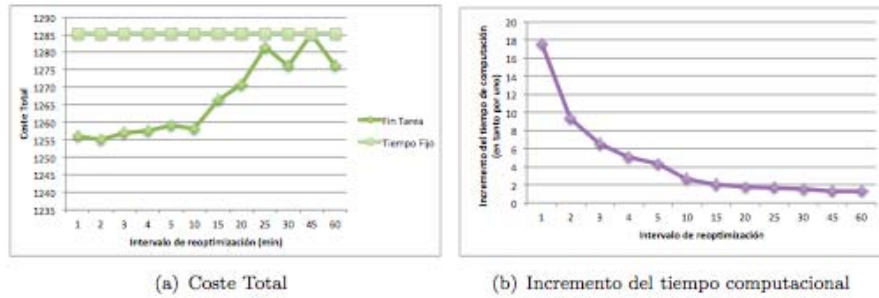 1290
1285
1280
1275
1270
1265
1260
1255
1250
1245
1240
1235
Coste Total
1 2 3 4 5 10 15 20 25 30 45 60
Intervalo de reoptimización (min)
Fin Tarea
Tiempo Fijo
(a) Coste Total
20
18
16
14
12
10
8
6
4
2
0
Incremento del tiempo de computación
(en tanto por uno)
1 2 3 4 5 10 15 20 25 30 45 60
Intervalo de reoptimización
(b) Incremento del tiempo computacional